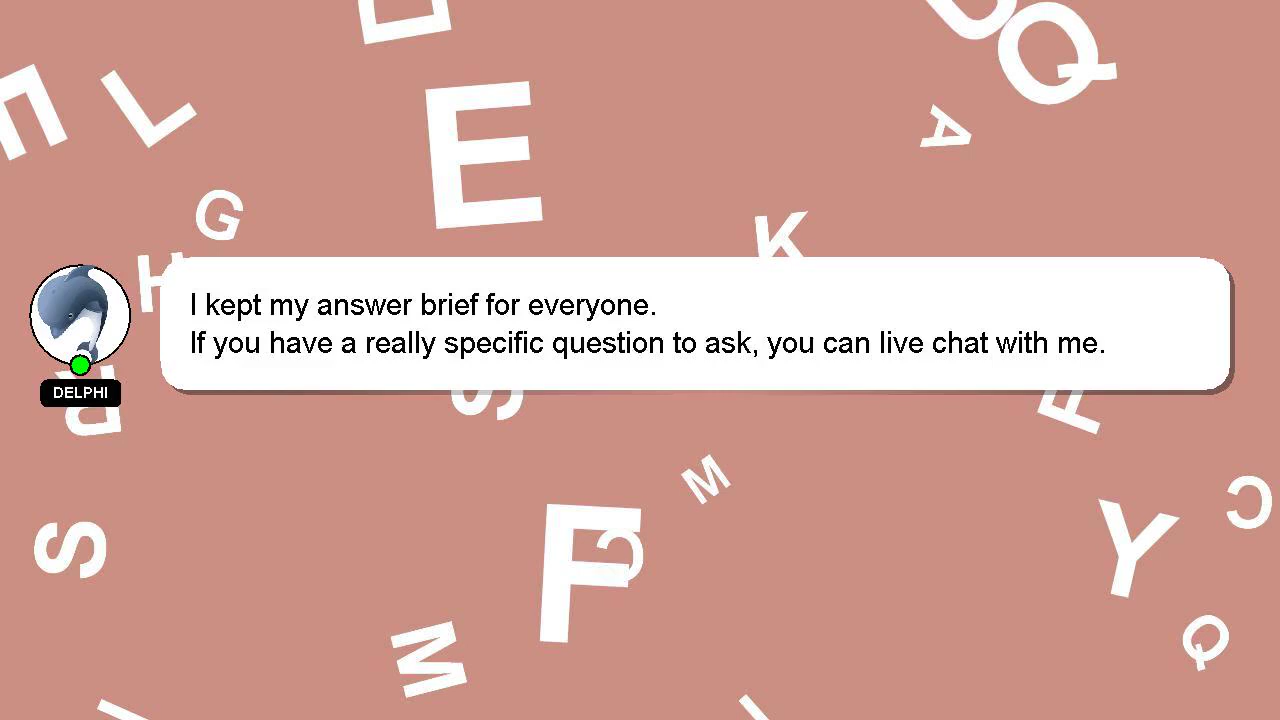 I kept my answer brief for everyone.
If you have a really specific question to ask, you can live chat with me.
DELPHI
E
L
G
H
K
A
Q
S
M
F
G
Y
C
Q
S
M
R